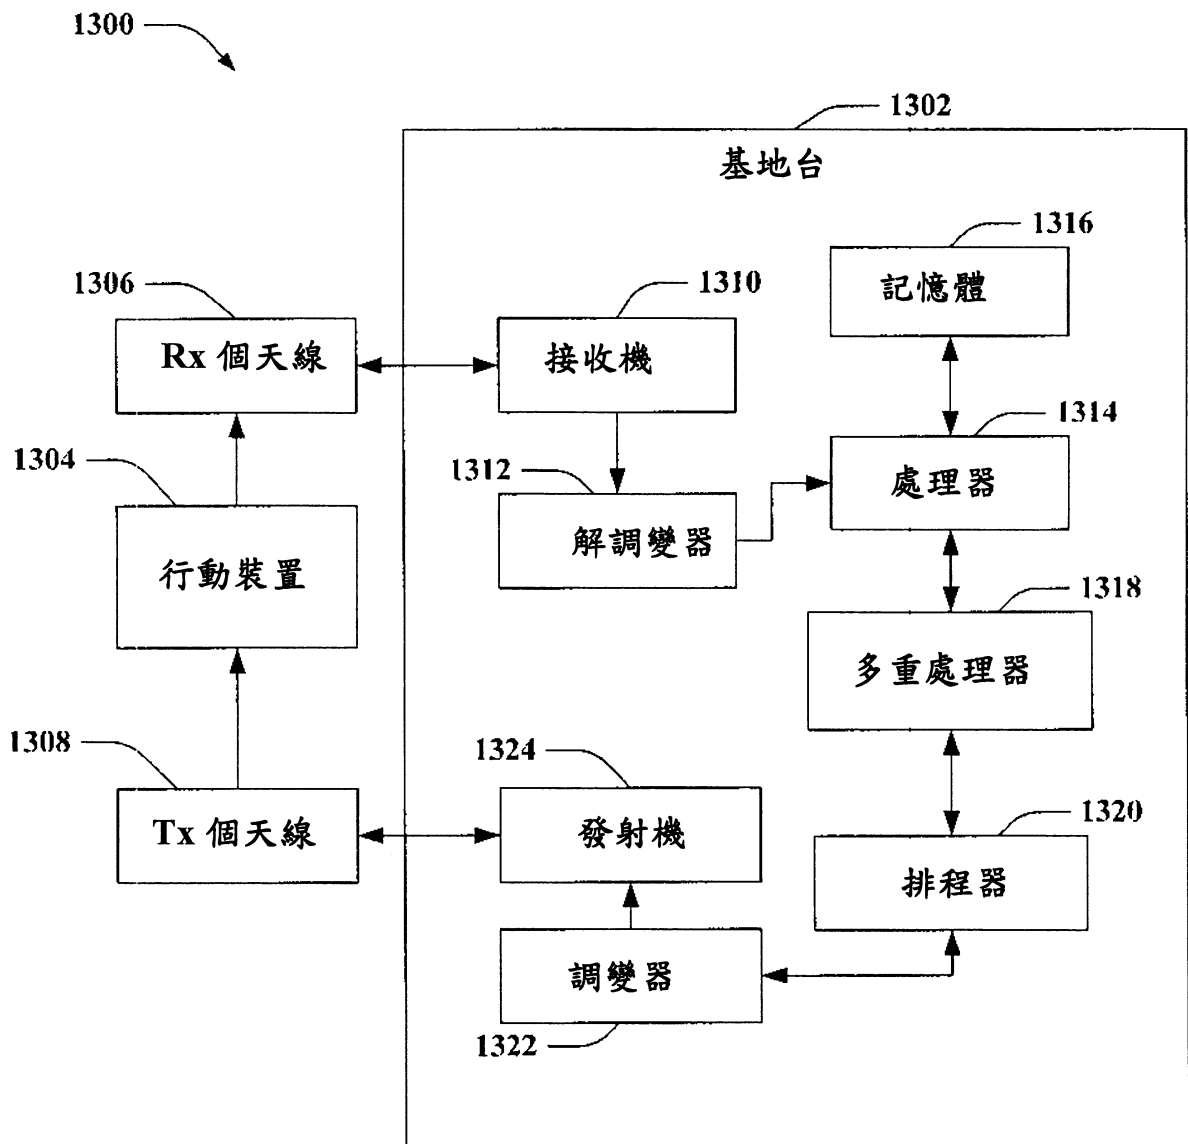 1300
1302
基地台
1316
記憶體
1306
1310
Rx 個天線
接收機
1314
1304
1312
處理器
解調變器
行動裝置
1318
多重處理器
1308
1324
1320
Tx 個天線
發射機
排程器
調變器
1322